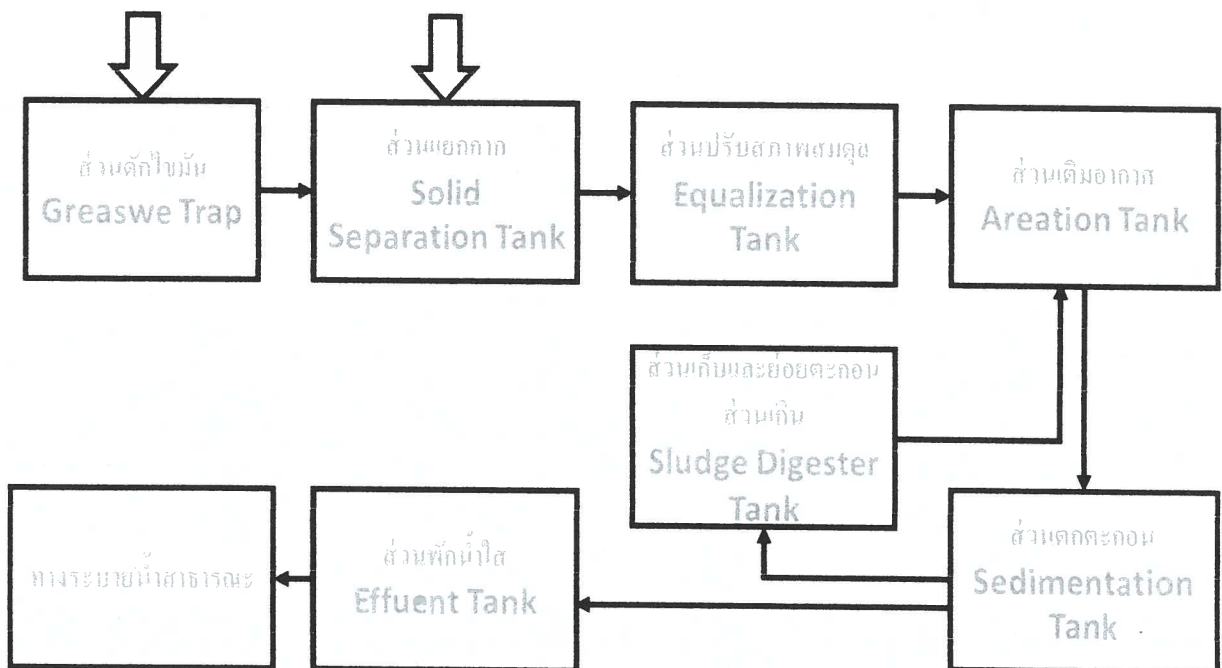 ส่วนดักไขมัน
Greaswe Trap
ส่วนแยกกาก
Solid
Separation Tank
ส่วนปรับสภาพสมดุล
Equalization
Tank
ส่วนเติมอากาศ
Areation Tank
ส่วนเก็บและย่อยตะกอน
ส่วนเกิน
Sludge Digester
Tank
ทางระบายน้ำสาธารณะ
ส่วนพักน้ำใส
Effuent Tank
ส่วนตกตะกอน
Sedimentation
Tank